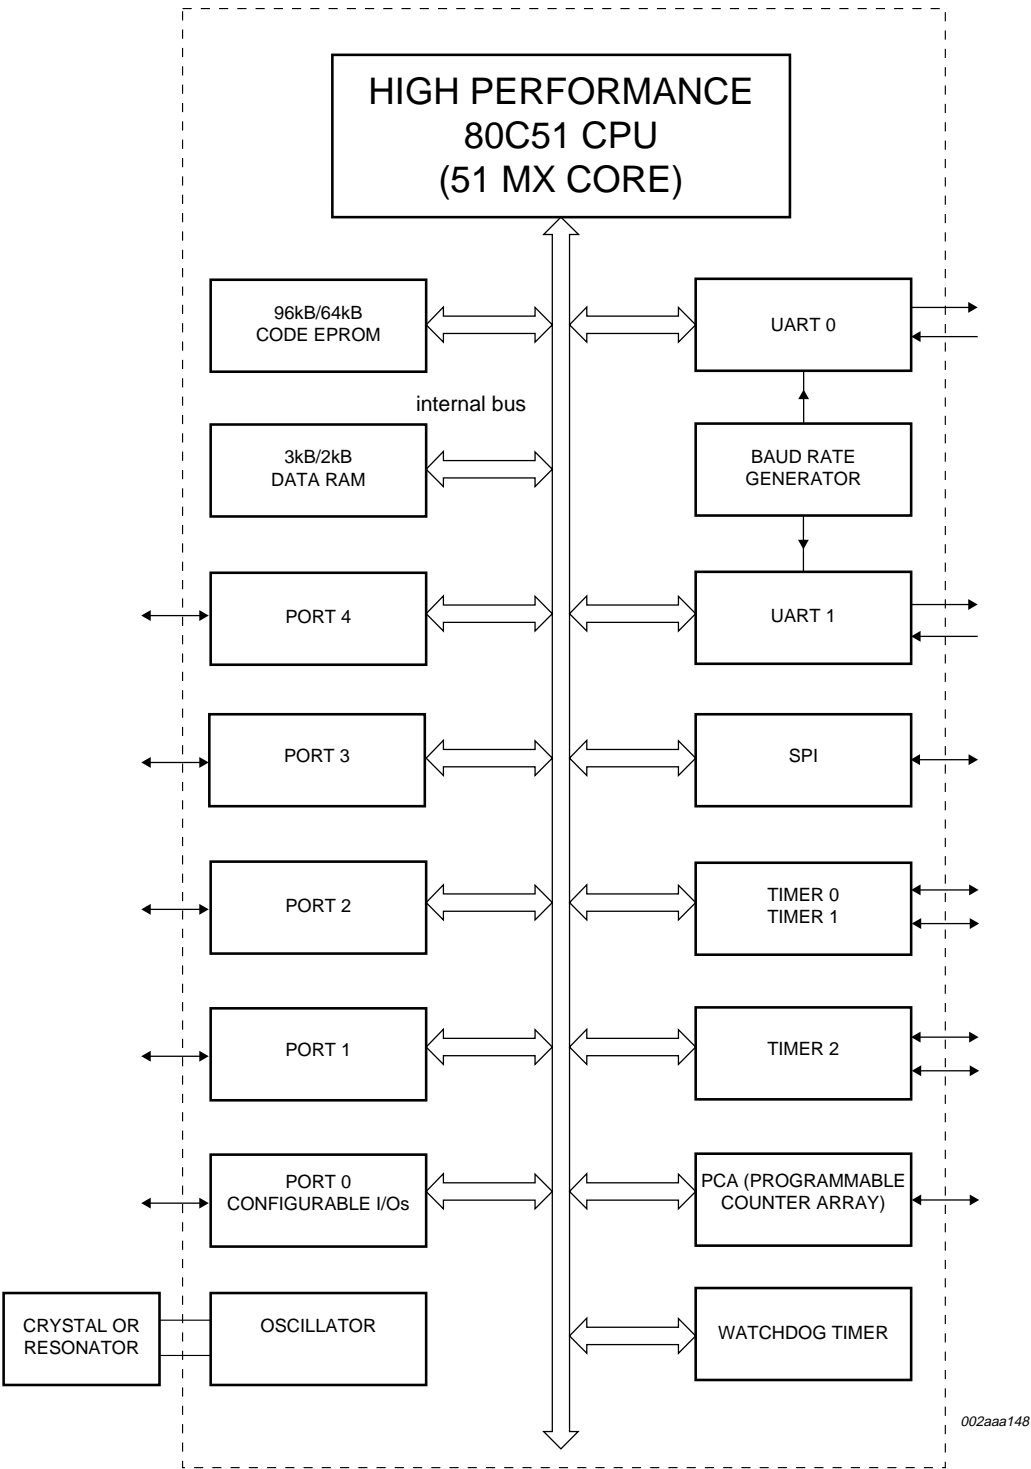 HIGH PERFORMANCE
80C51 CPU
(51 MX CORE)
96kB/64kB
CODE EPROM
UART 0
internal bus
3kB/2kB
DATA RAM
BAUD RATE
GENERATOR
PORT 4
UART 1
PORT 3
SPI
PORT 2
TIMER 0
TIMER 1
PORT 1
TIMER 2
PORT 0
CONFIGURABLE I/Os
PCA (PROGRAMMABLE
COUNTER ARRAY)
CRYSTAL OR
RESONATOR
OSCILLATOR
WATCHDOG TIMER
002aaa148